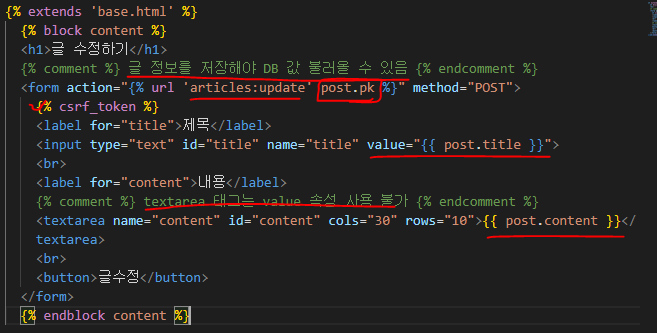 {% extends 'base.html' %}
{% block content %}
<h1>글 수정하기</h1>
{% comment %} 글 정보를 저장해야 DB 값 불러올 수 있음 {% endcomment %}
<form action="{% url 'articles:update' post.pk %}" method="POST">
{% csrf_token %}
<label for="title">제목</label>
<input type="text" id="title" name="title" value="{{ post.title }}">
<br>
<label for="content">내용</label>
{% comment %} textarea 태그는 value 속성 사용 불가 {% endcomment %}
<textarea name="content" id="content" cols="30" rows="10">{{ post.content }}</
textarea>
<br>
<button>글수정</button>
</form>
{% endblock content %}